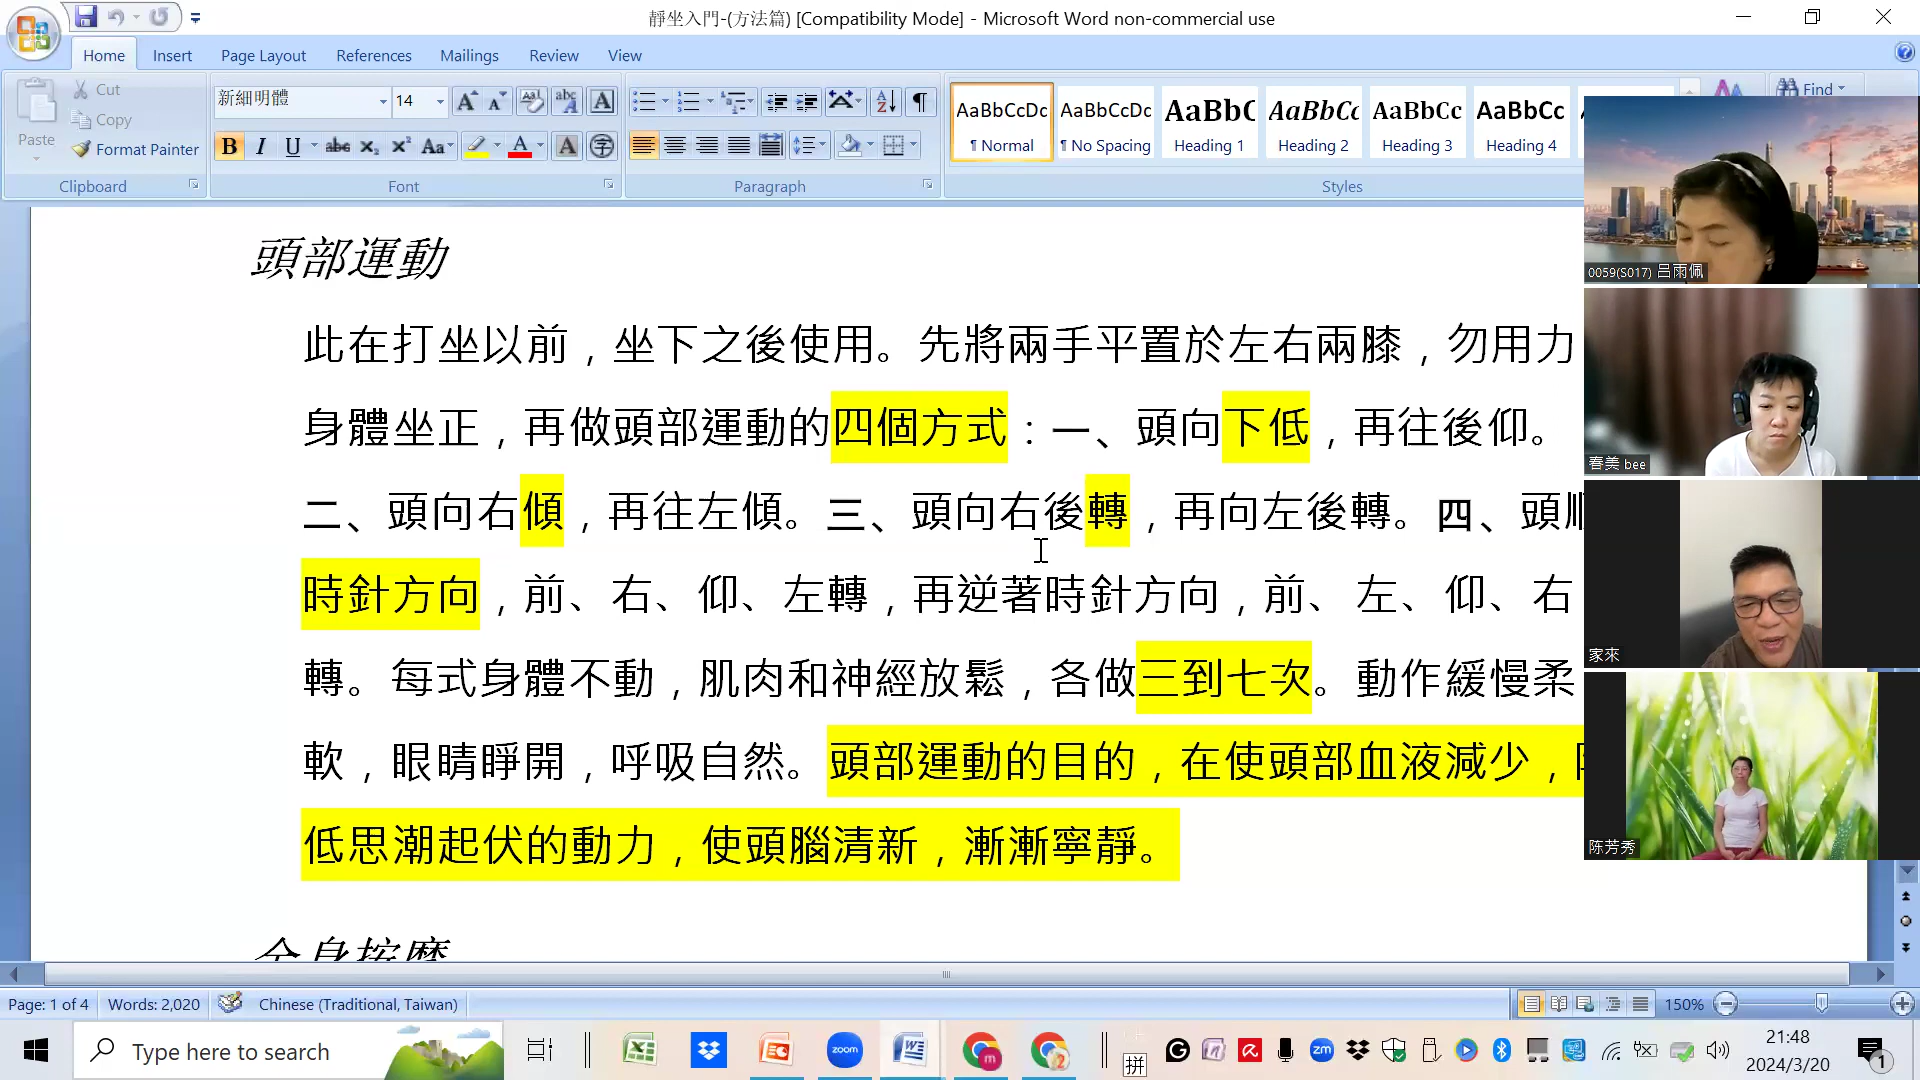 靜坐入門-(方法篇) [Compatibility Mode] - Microsoft Word non-commercial use
Home Insert Page Layout References Mailings Review View
Paste
Cut
Copy
Format Painter
Clipboard
新細明體 14
Font
Paragraph
AaBbCcDc AaBbCcDc AaBbC AaBbCc AaBbCc AaBbCc
¶ Normal ¶ No Spacing Heading 1 Heading 2 Heading 3 Heading 4
Styles
Find
頭部運動
此在打坐以前，坐下之後使用。先將兩手平置於左右兩膝，勿用力
身體坐正，再做頭部運動的四個方式：一、頭向下低，再往後仰。
二、頭向右傾，再往左傾。三、頭向右後轉，再向左後轉。四、頭順
時針方向，前、右、仰、左轉，再逆著時針方向，前、 左、仰、右
轉。每式身體不動，肌肉和神經放鬆，各做三到七次。動作緩慢柔
軟，眼睛睜開，呼吸自然。頭部運動的目的，在使頭部血液減少，
低思潮起伏的動力，使頭腦清新，漸漸寧靜。
全身按摩
0059(S017) 呂雨佩
春美 bee
家來
陈芳秀
Page: 1 of 4 Words: 2,020 Chinese (Traditional, Taiwan) 150%
Type here to search
zoom
拼
zm
21:48
2024/3/20
1